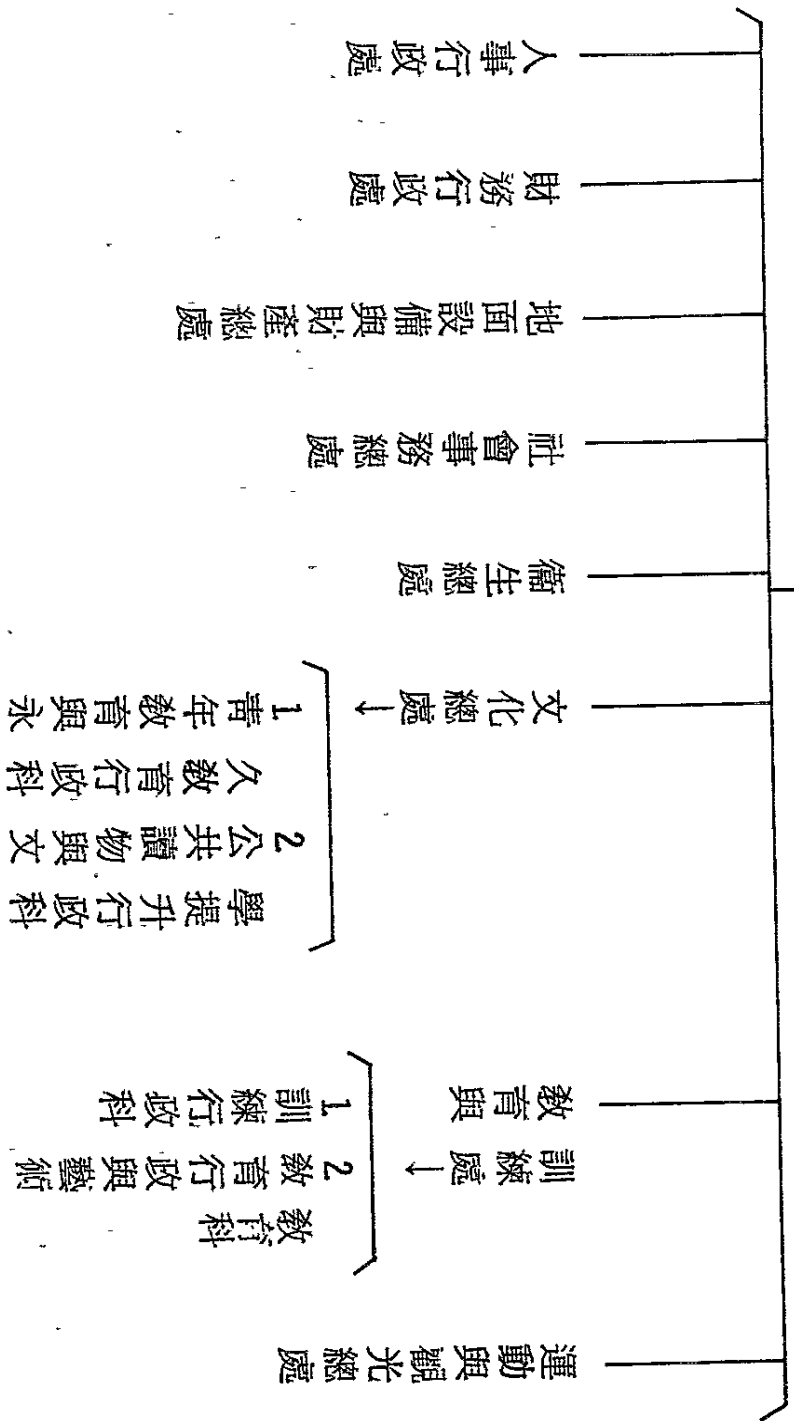 人事行政處
財務行政處
地面設備與財產總處
社會事務總處
衞生總處
文化總處
↓
1 青年教育與永
久教育行政科
2 公共讀物與文
學提升行政科
教育與
訓練處
↓
1 訓練行政科
2 教育行政與藝術
教育科
運動與觀光總處